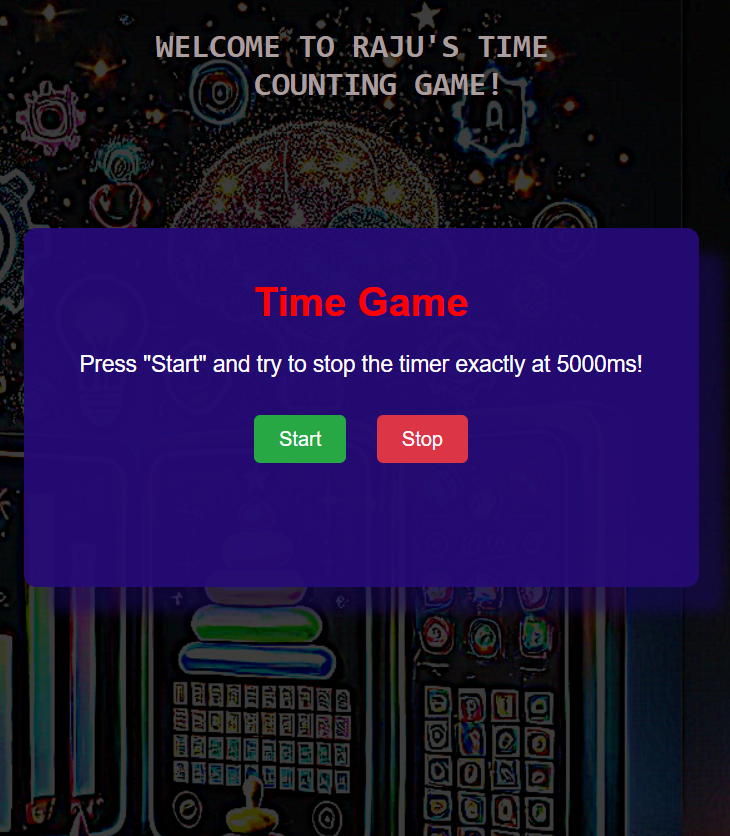 WELCOME TO RAJU'S TIME
COUNTING GAME!
Time Game
Press "Start" and try to stop the timer exactly at 5000ms!
Start Stop